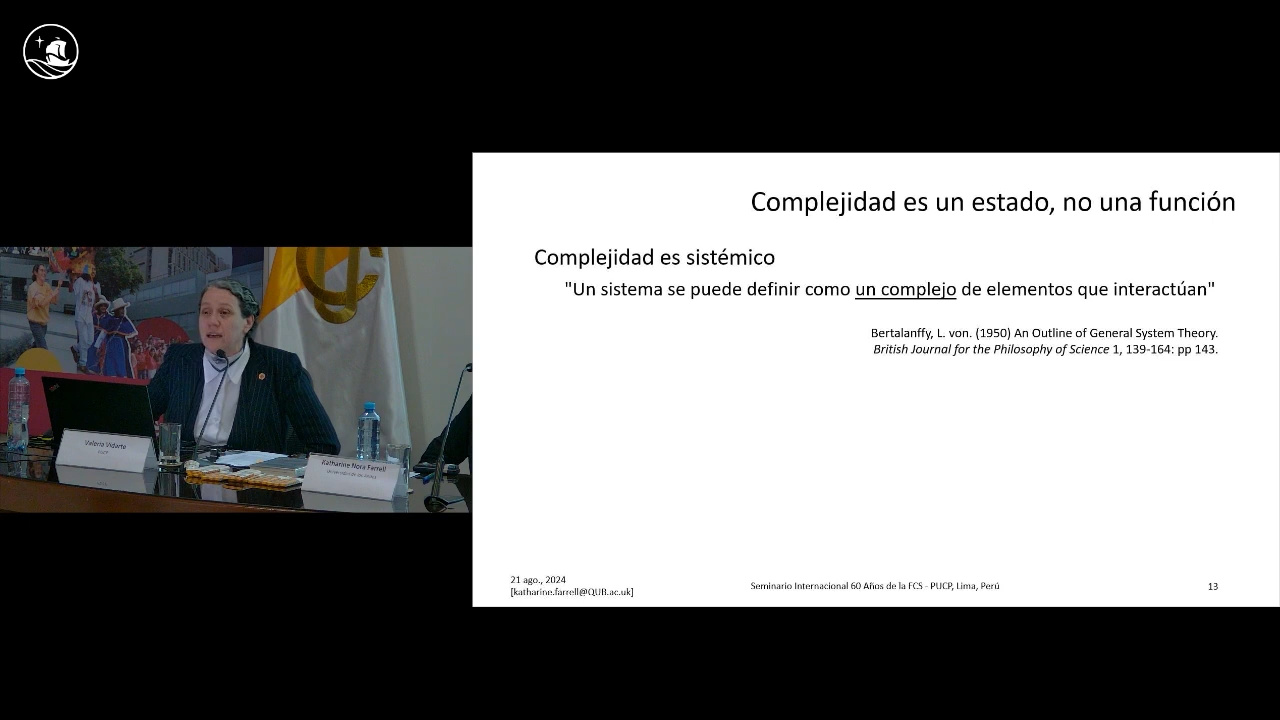 Complejidad es un estado, no una función
Complejidad es sistémico
"Un sistema se puede definir como un complejo de elementos que interactúan"
Bertalanffy, L. von. (1950) An Outline of General System Theory.
British Journal for the Philosophy of Science 1, 139-164: pp 143.
21 ago., 2024
[katharine.farrell@QUB.ac.uk]
Seminario Internacional 60 Años de la FCS - PUCP, Lima, Perú
13
Valeria Vidarte
Katharine Nora Farrell